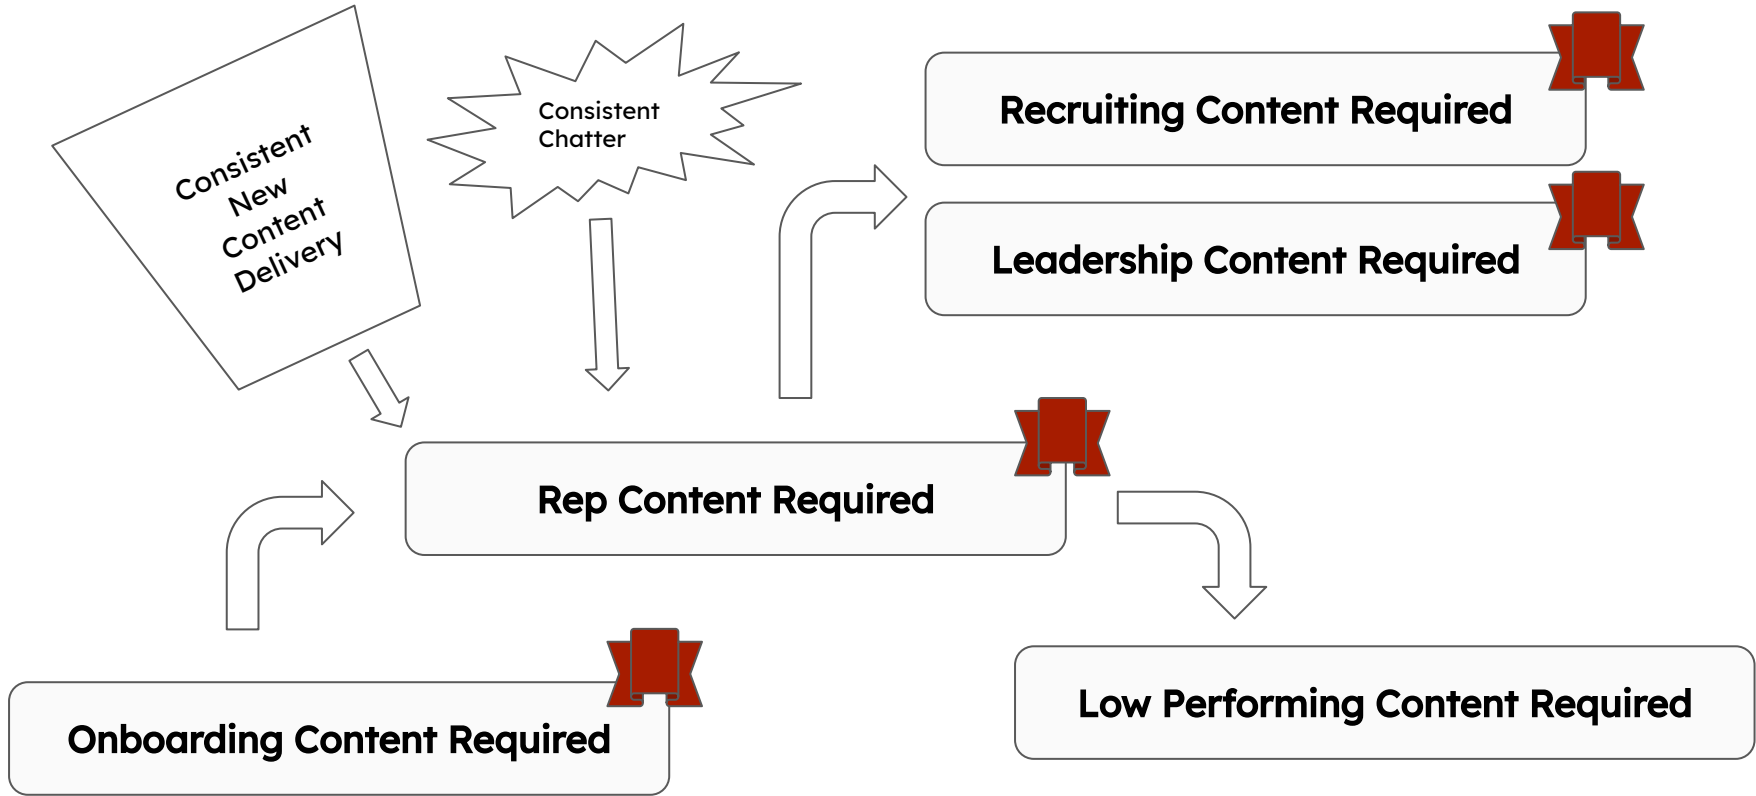 Consistent
New
Content
Delivery
Consistent
Chatter
Recruiting Content Required
Leadership Content Required
Rep Content Required
Onboarding Content Required
Low Performing Content Required